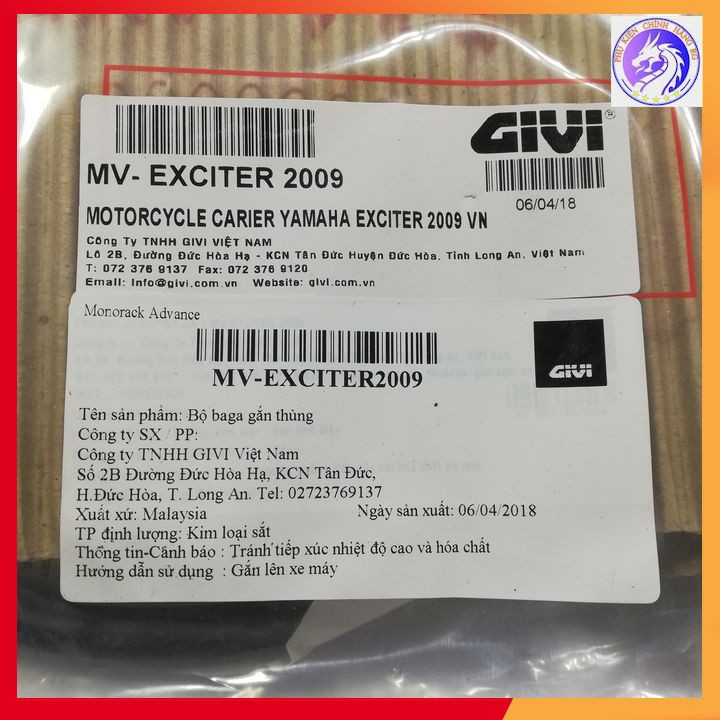 PHỤ KIỆN CHÍNH HÃNG BG
GIVI®
MV- EXCITER 2009
06/04/18
MOTORCYCLE CARIER YAMAHA EXCITER 2009 VN
Công Ty TNHH GIVI VIỆT NAM
Lô 2B, Đường Đức Hòa Hạ - KCN Tân Đức Huyện Đức Hòa, Tỉnh Long An. Việt Nam
T: 072 376 9137 Fax: 072 376 9120
Email: Info@givi.com.vn Website: givi.com.vn
Monorack Advance
GIVI
MV-EXCITER2009
Tên sản phẩm: Bộ baga gắn thùng
Công ty SX / PP:
Công ty TNHH GIVI Việt Nam
Số 2B Đường Đức Hòa Hạ, KCN Tân Đức,
H.Đức Hòa, T. Long An. Tel: 02723769137
Xuất xứ: Malaysia Ngày sản xuất: 06/04/2018
TP định lượng: Kim loại sắt
Thông tin-Cảnh báo : Tránh tiếp xúc nhiệt độ cao và hóa chất
Hướng dẫn sử dụng : Gắn lên xe máy